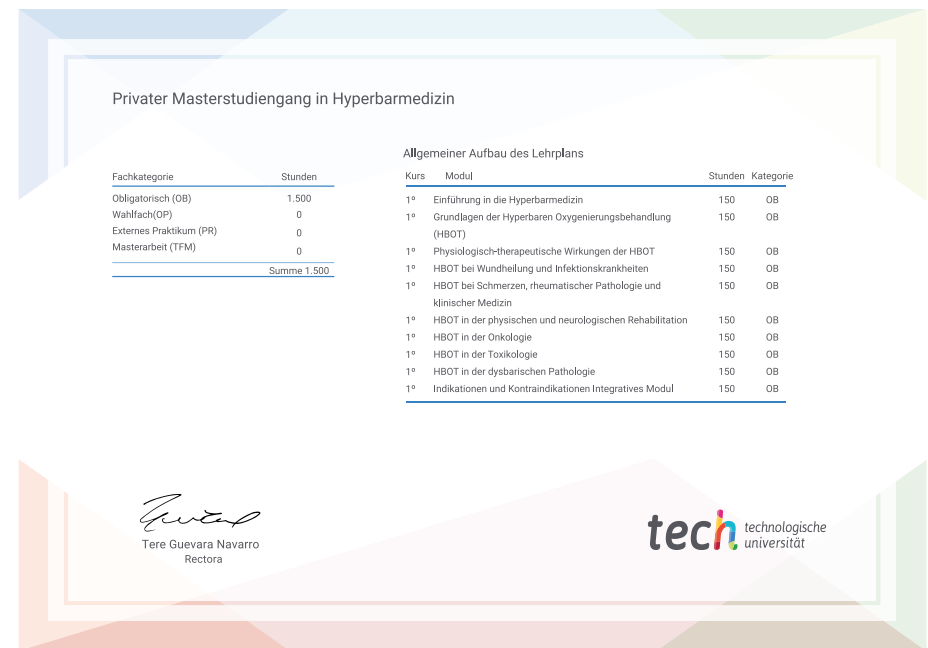 Privater Masterstudiengang in Hyperbarmedizin
Fachkategorie Stunden
Obligatorisch (OB) 1.500
Wahlfach(OP) 0
Externes Praktikum (PR) 0
Masterarbeit (TFM) 0
Summe 1.500
Allgemeiner Aufbau des Lehrplans
Kurs Modul Stunden Kategorie
1º Einführung in die Hyperbarmedizin 150 OB
1º Grundlagen der Hyperbaren Oxygenierungsbehandlung 150 OB
(HBOT)
1º Physiologisch-therapeutische Wirkungen der HBOT 150 OB
1º HBOT bei Wundheilung und Infektionskrankheiten 150 OB
1º HBOT bei Schmerzen, rheumatischer Pathologie und 150 OB
klinischer Medizin
1º HBOT in der physischen und neurologischen Rehabilitation 150 OB
1º HBOT in der Onkologie 150 OB
1º HBOT in der Toxikologie 150 OB
1º HBOT in der dysbarischen Pathologie 150 OB
1º Indikationen und Kontraindikationen Integratives Modul 150 OB
Tere Guevara Navarro
Rectora
tech technologische
universität